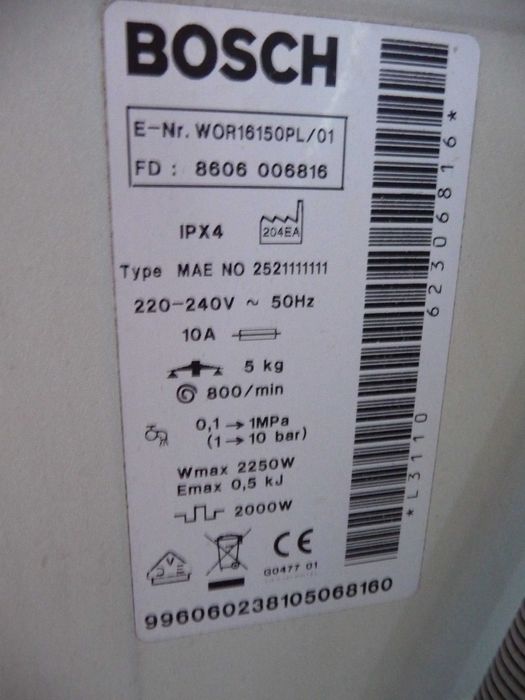 BOSCH
E-Nr. WOR16150PL/01
FD : 8606 006816
IPX4 204EA
Type MAE NO 2521111111
220-240V ~ 50Hz
10A
5 kg
800/min
0,1→1MPa
(1→10 bar)
Wmax 2250W
Emax 0,5 kJ
2000W
CE
G0477 01
996060238105068160
*L3110 62306816*